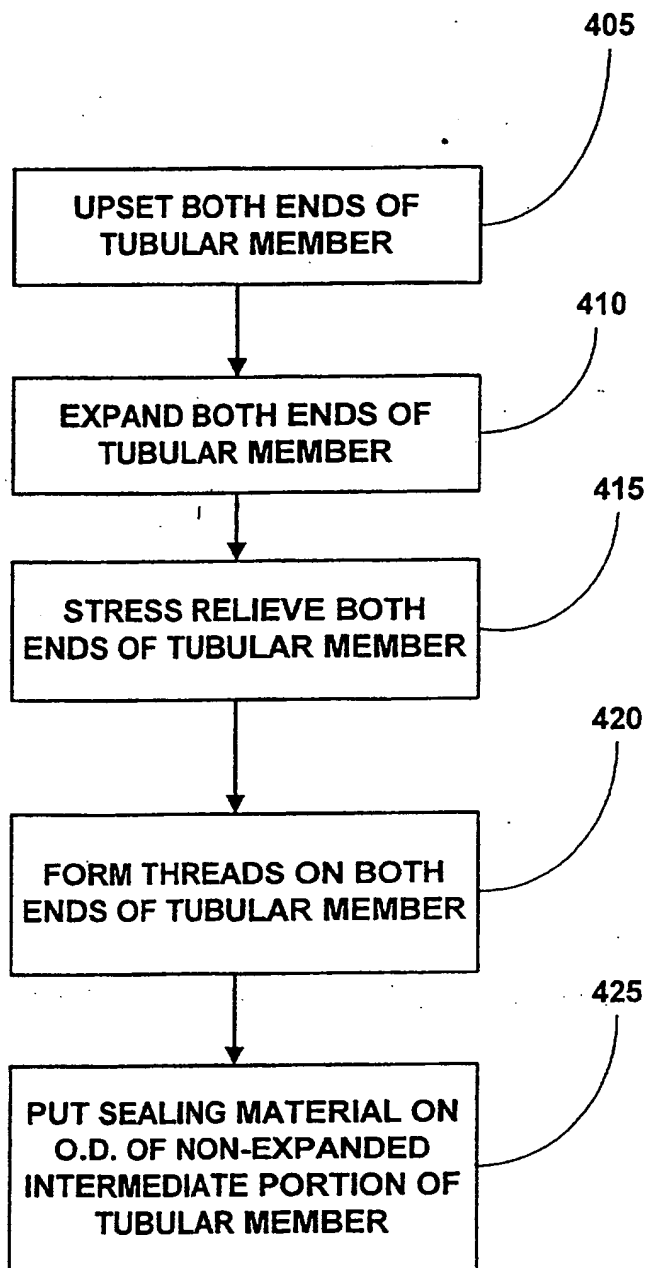 405
UPSET BOTH ENDS OF
TUBULAR MEMBER
410
EXPAND BOTH ENDS OF
TUBULAR MEMBER
415
STRESS RELIEVE BOTH
ENDS OF TUBULAR MEMBER
420
FORM THREADS ON BOTH
ENDS OF TUBULAR MEMBER
425
PUT SEALING MATERIAL ON
O.D. OF NON-EXPANDED
INTERMEDIATE PORTION OF
TUBULAR MEMBER